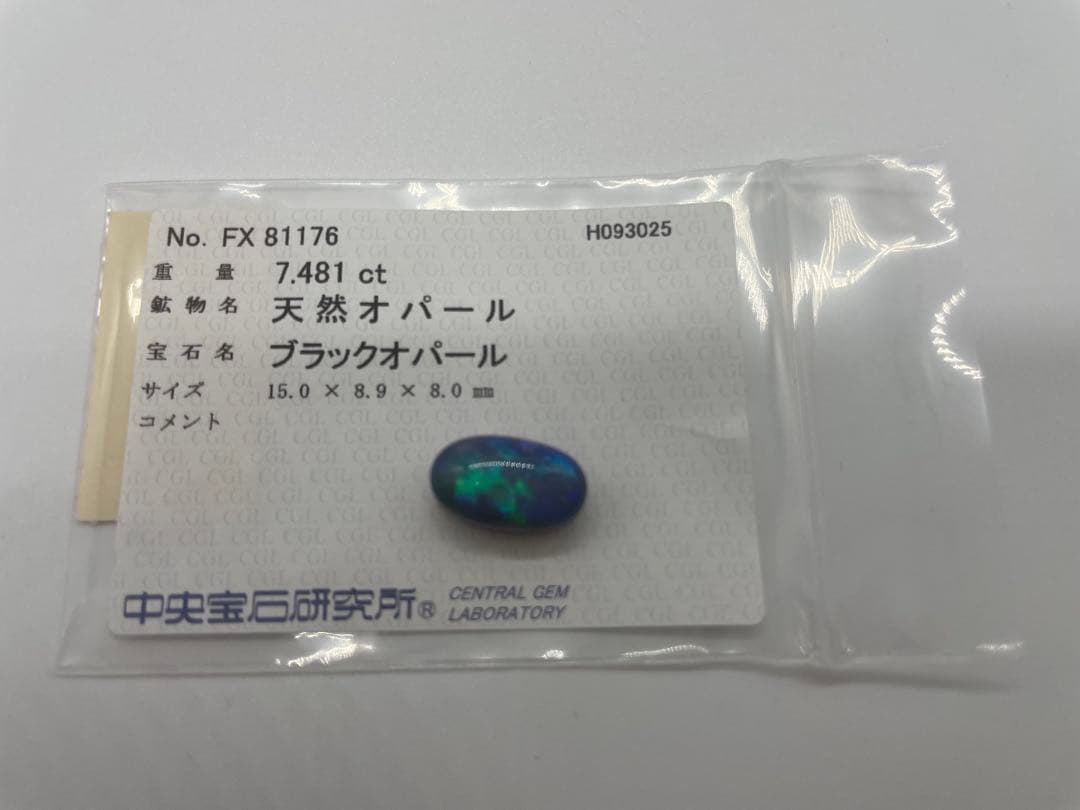 No. FX 81176 H093025
重 量 7.481 ct
鉱物名 天然オパール
宝石名 ブラックオパール
サイズ 15.0 × 8.9 × 8.0 ㎜
コメント
中央宝石研究所® CENTRAL GEM
LABORATORY